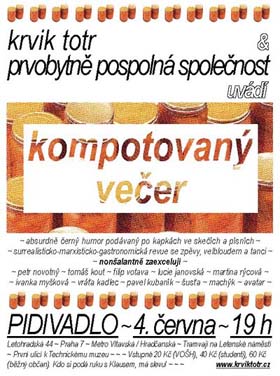 krvik totr
&
prvobytně pospolná společnost
uvádí
kompotovaný
večer
~ absurdně černý humor podávaný po kapkách ve skečích a písních ~
~ surrealisticko-marxisticko-gastronomická revue se zpěvy, velbloudem a tanci ~
nonšalantně zaexcelují ~
~ petr novotný ~ tomáš kout ~ filip votava ~ lucie janovská ~ martina rýcová ~
~ ivanka myšková ~ vráťa kadlec ~ pavel kubaník ~ šusťa ~ machýk ~ avatar ~
PIDIVADLO ~ 4. června ~ 19 h
Letohradská 44 ~ Praha 7 ~ Metro Vltavská / Hradčanská ~ Tramvají na Letenské náměstí
~ První ulicí k Technickému muzeu ~ ~ ~ Vstupné 20 Kč (VOŠH), 40 Kč (studenti), 60 Kč
(běžný občan). Kdo si podá ruku s Klausem, má slevu!
www.krviktotr.cz